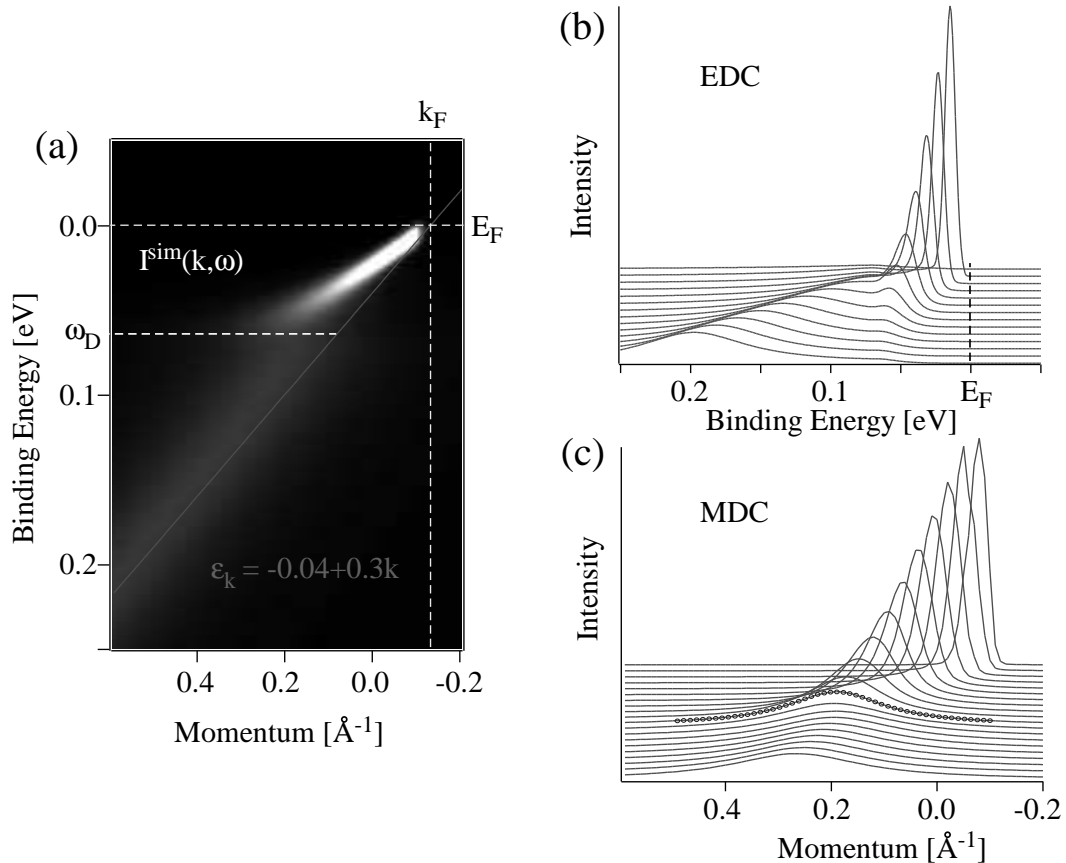 (a)
k_F
0.0
E_F
I^sim(k,ω)
ω_D
0.1
0.2
ε_k = -0.04+0.3k
Binding Energy [eV]
0.4
0.2
0.0
-0.2
Momentum [Å^-1]
(b)
EDC
Intensity
0.2
0.1
E_F
Binding Energy [eV]
(c)
MDC
Intensity
0.4
0.2
0.0
-0.2
Momentum [Å^-1]